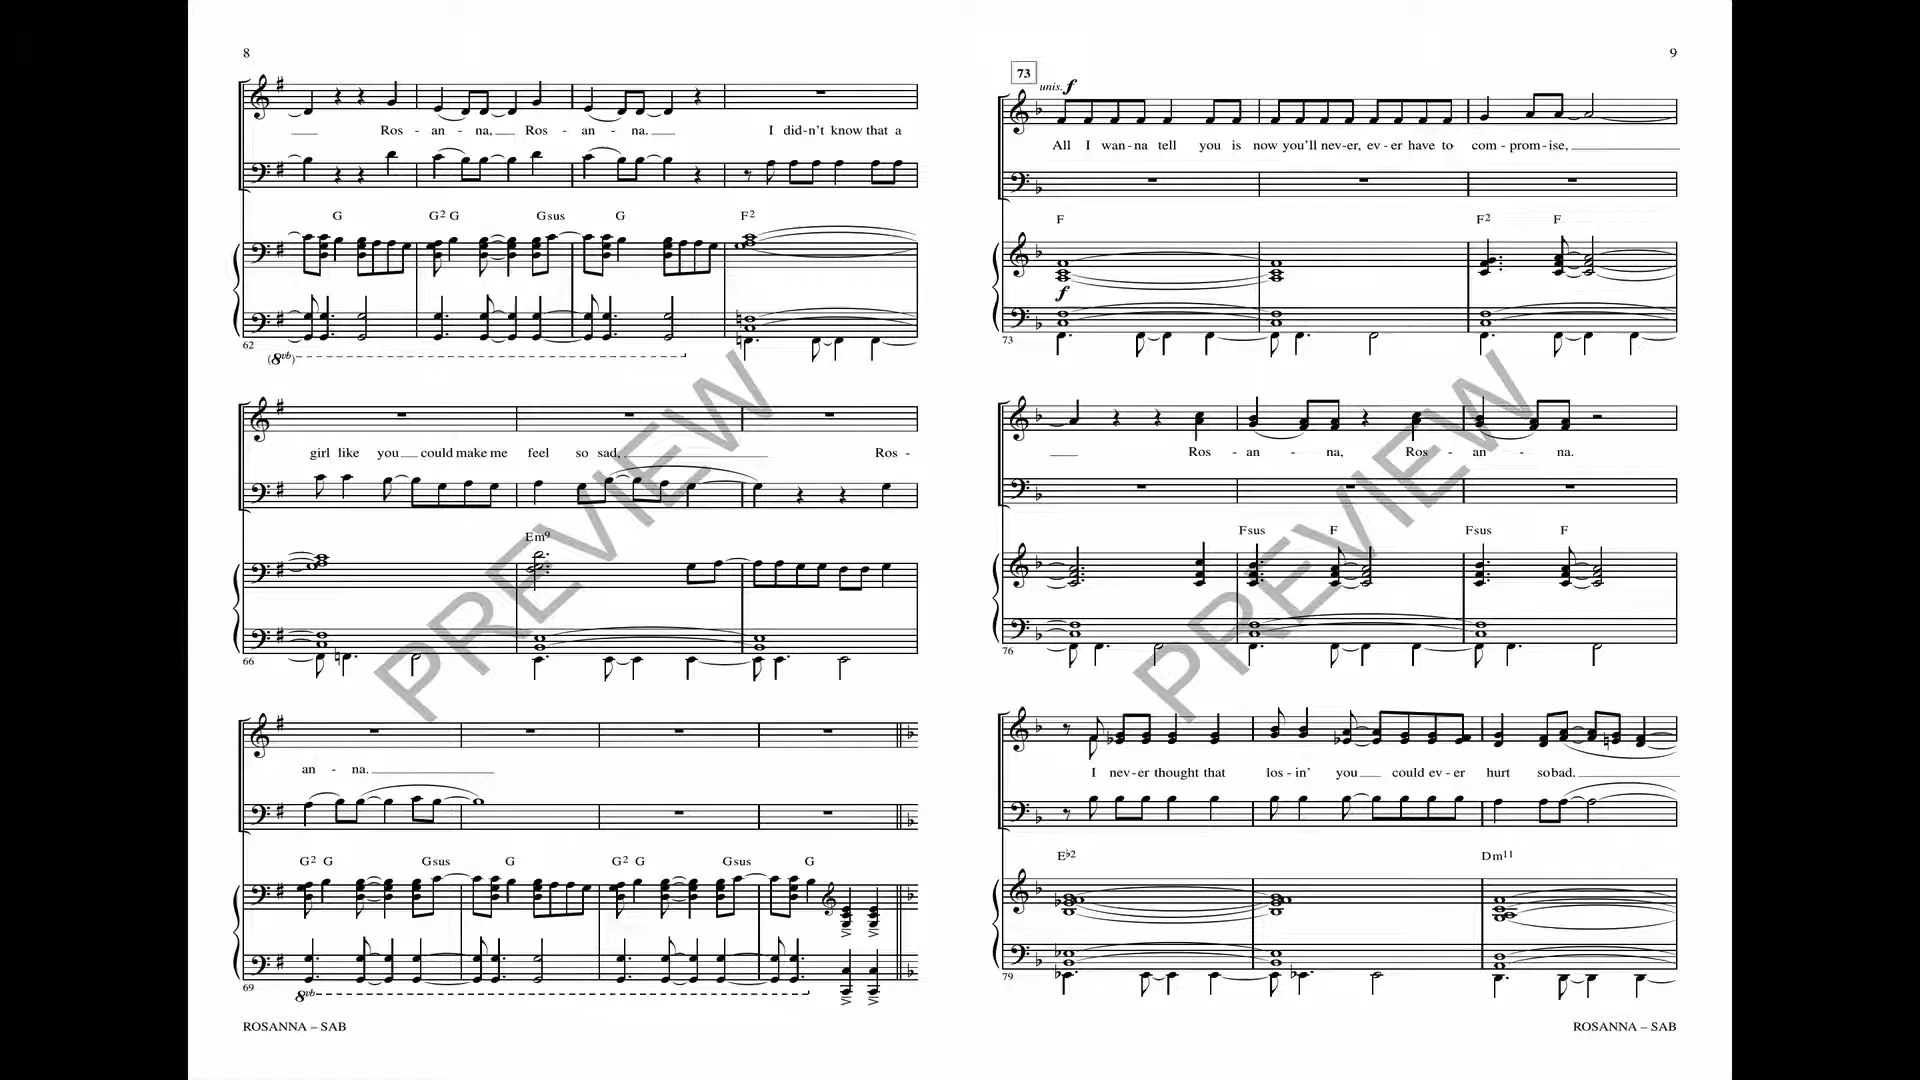 8
Ros - an - na, Ros - an - na. I did-n't know that a
G G2 G Gsus G F2
62
(8vb)
girl like you could make me feel so sad, Ros -
Em9
66
an - na.
G2 G Gsus G G2 G Gsus G
69
8vb
ROSANNA – SAB
9
73
unis. f
All I wan-na tell you is now you'll nev-er, ev-er have to com-prom-ise,
F F2 F
f
73
Ros - an - na, Ros - an - na.
Fsus F Fsus F
76
I nev-er thought that los-in' you could ev-er hurt so bad.
E♭2 Dm11
79
ROSANNA – SAB
PREVIEW
PREVIEW